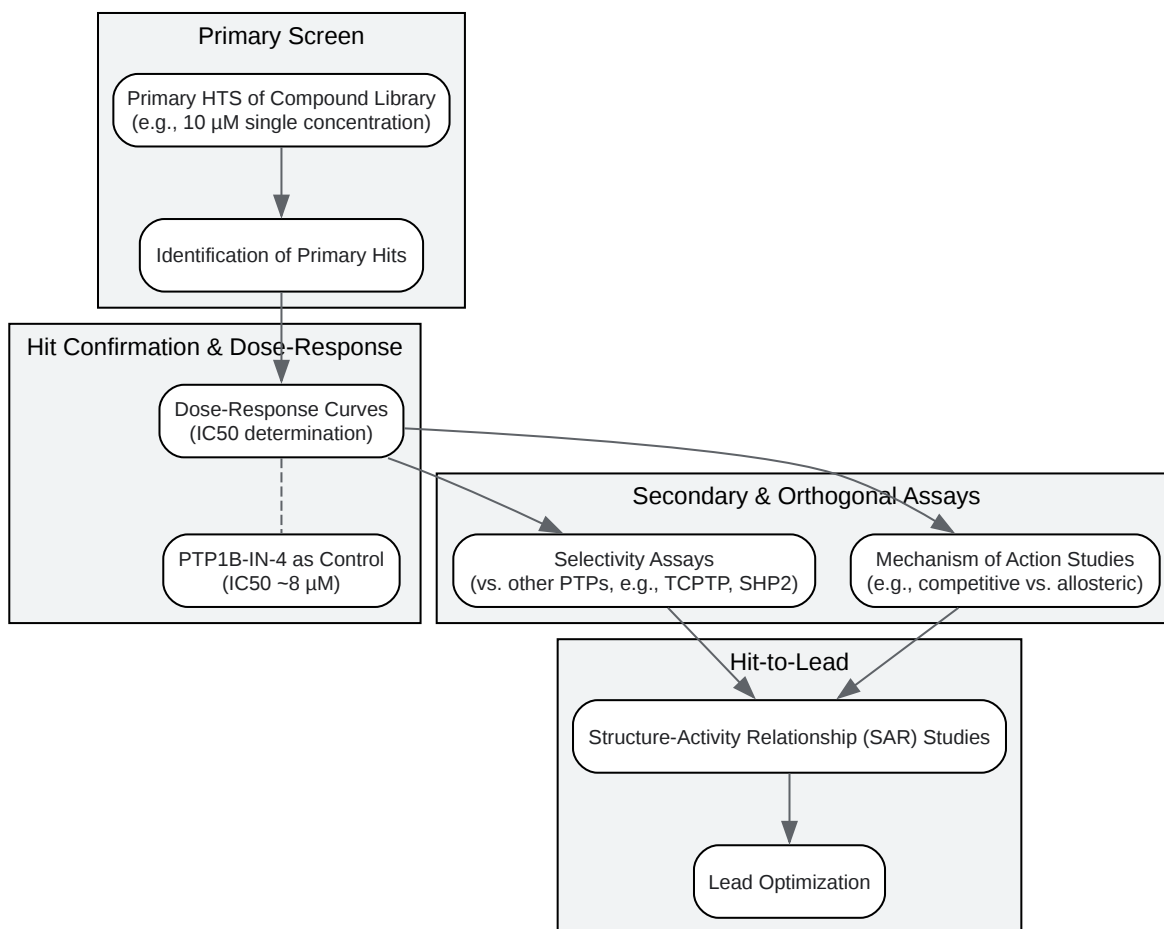 Primary Screen
Primary HTS of Compound Library
(e.g., 10 µM single concentration)
Identification of Primary Hits
Hit Confirmation & Dose-Response
Dose-Response Curves
(IC50 determination)
PTP1B-IN-4 as Control
(IC50 ~8 µM)
Secondary & Orthogonal Assays
Selectivity Assays
(vs. other PTPs, e.g., TCPTP, SHP2)
Mechanism of Action Studies
(e.g., competitive vs. allosteric)
Hit-to-Lead
Structure-Activity Relationship (SAR) Studies
Lead Optimization